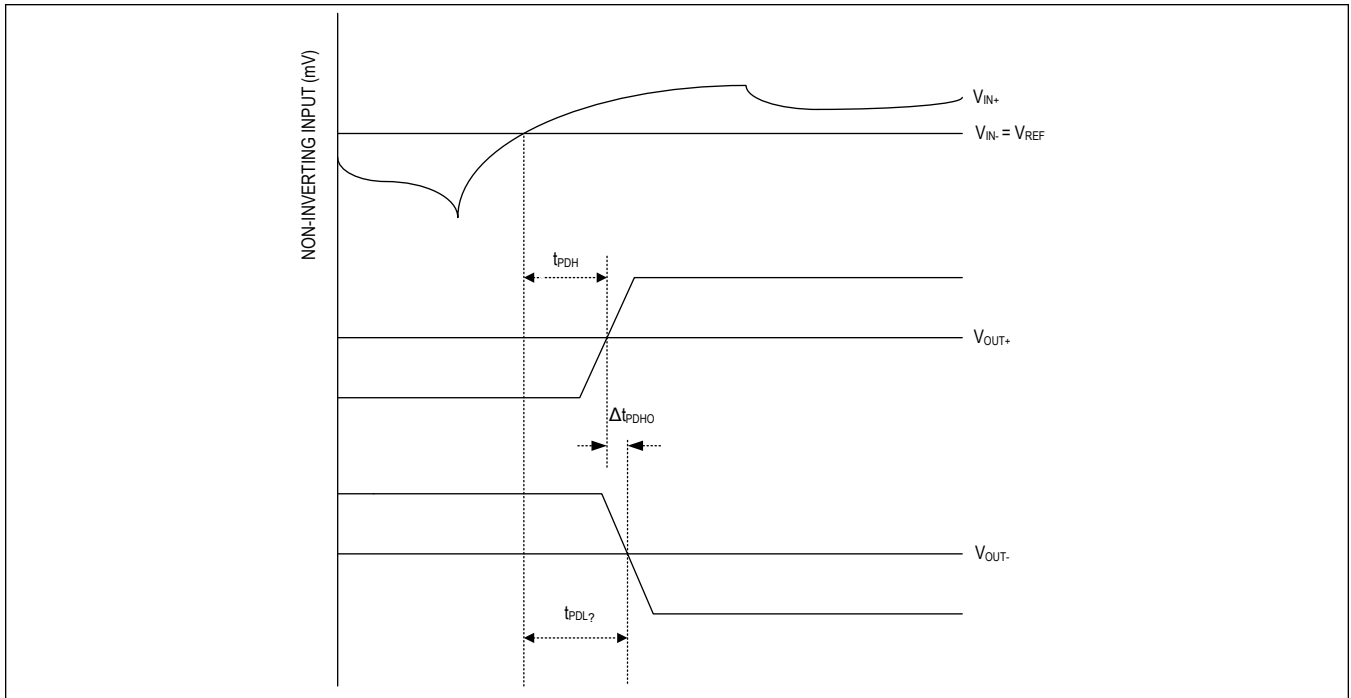 NON-INVERTING INPUT (mV)
VIN+
VIN- = VREF
tPDH
VOUT+
ΔtPDHO
VOUT-
tPDL?